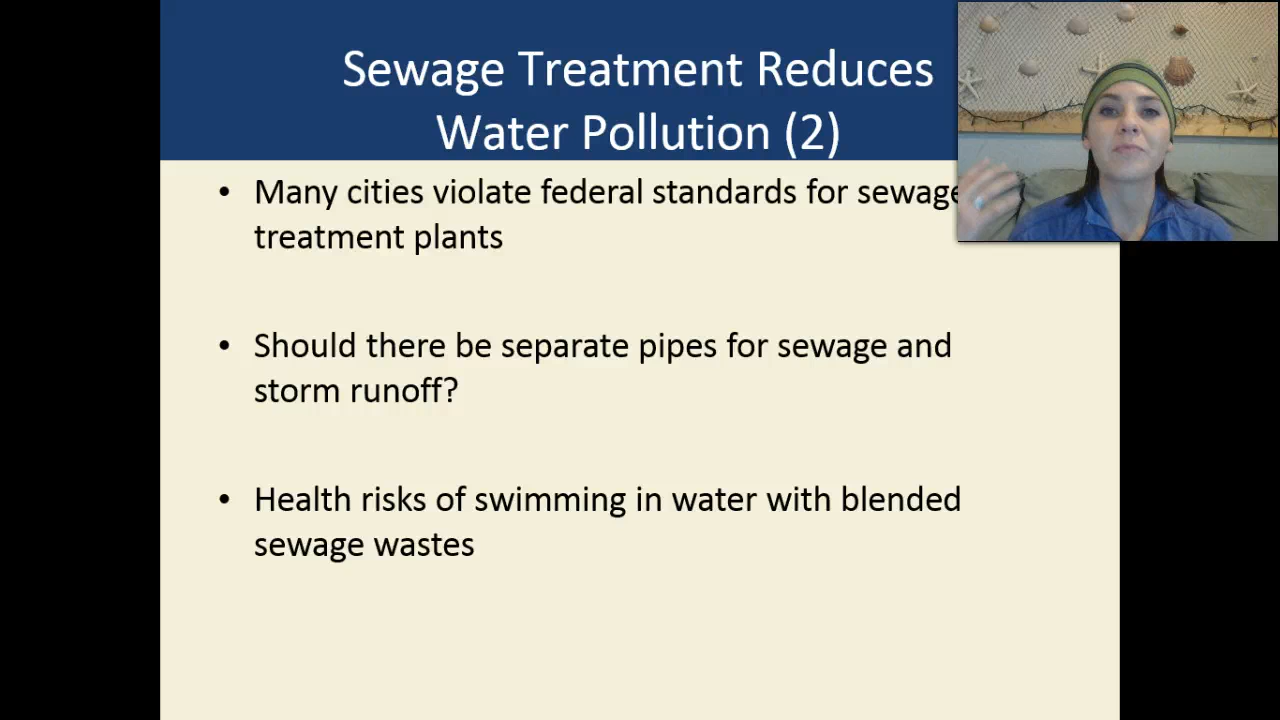 Sewage Treatment Reduces
Water Pollution (2)
• Many cities violate federal standards for sewage
treatment plants
• Should there be separate pipes for sewage and
storm runoff?
• Health risks of swimming in water with blended
sewage wastes